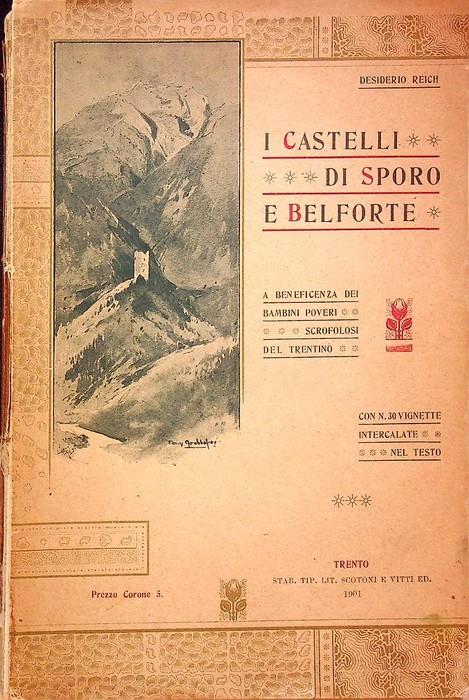 DESIDERIO REICH
I CASTELLI
DI SPORO
E BELFORTE
A BENEFICENZA DEI
BAMBINI POVERI
SCROFOLOSI
DEL TRENTINO
CON N. 30 VIGNETTE
INTERCALATE
NEL TESTO
TRENTO
STAB. TIP. LIT. SCOTONI E VITTI ED.
1901
Prezzo Corone 5.